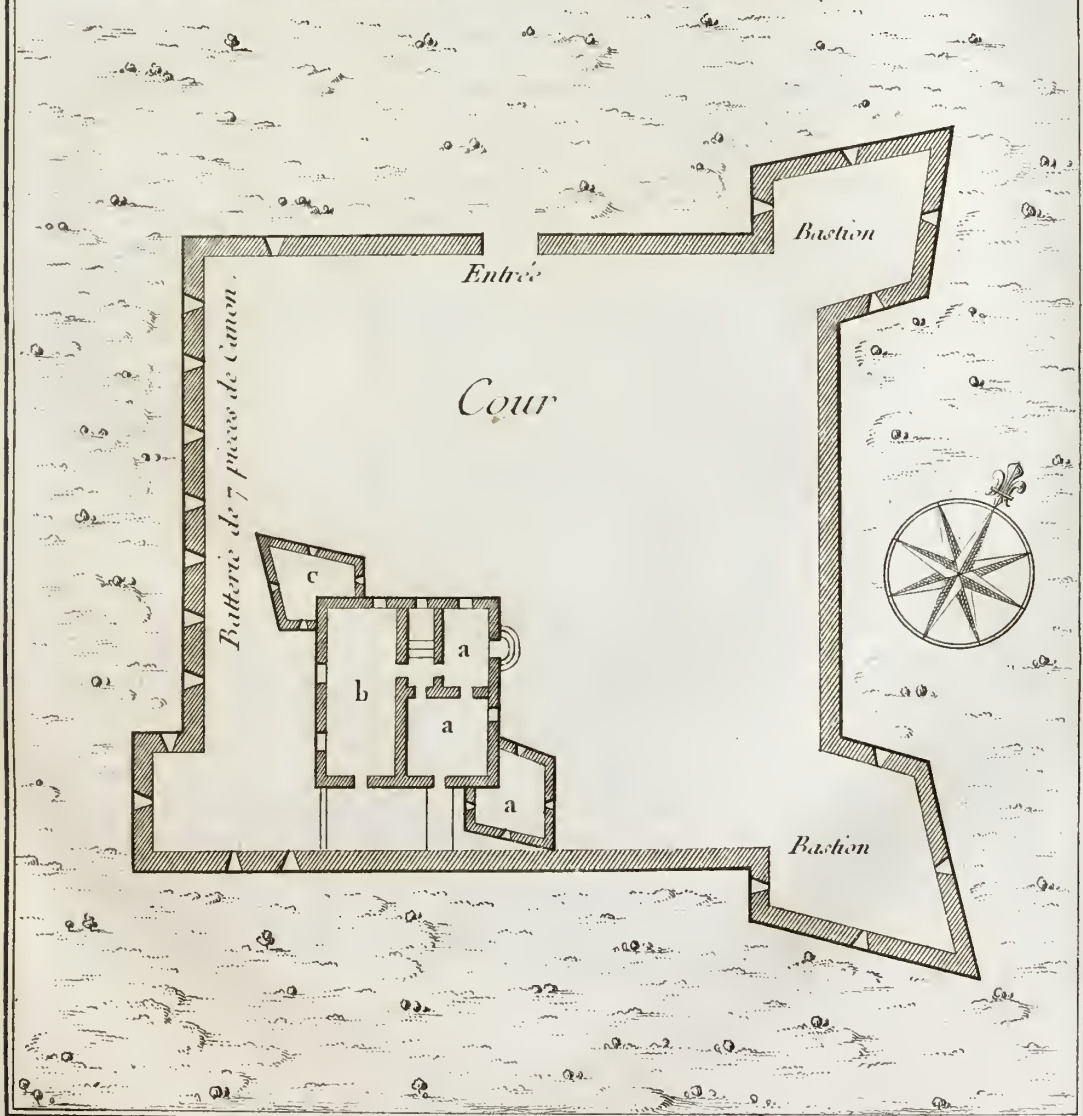 Bastion
Entrée
Cour
Batterie de 7 pieces de Canon.
c
a
b
a
a
Bastion